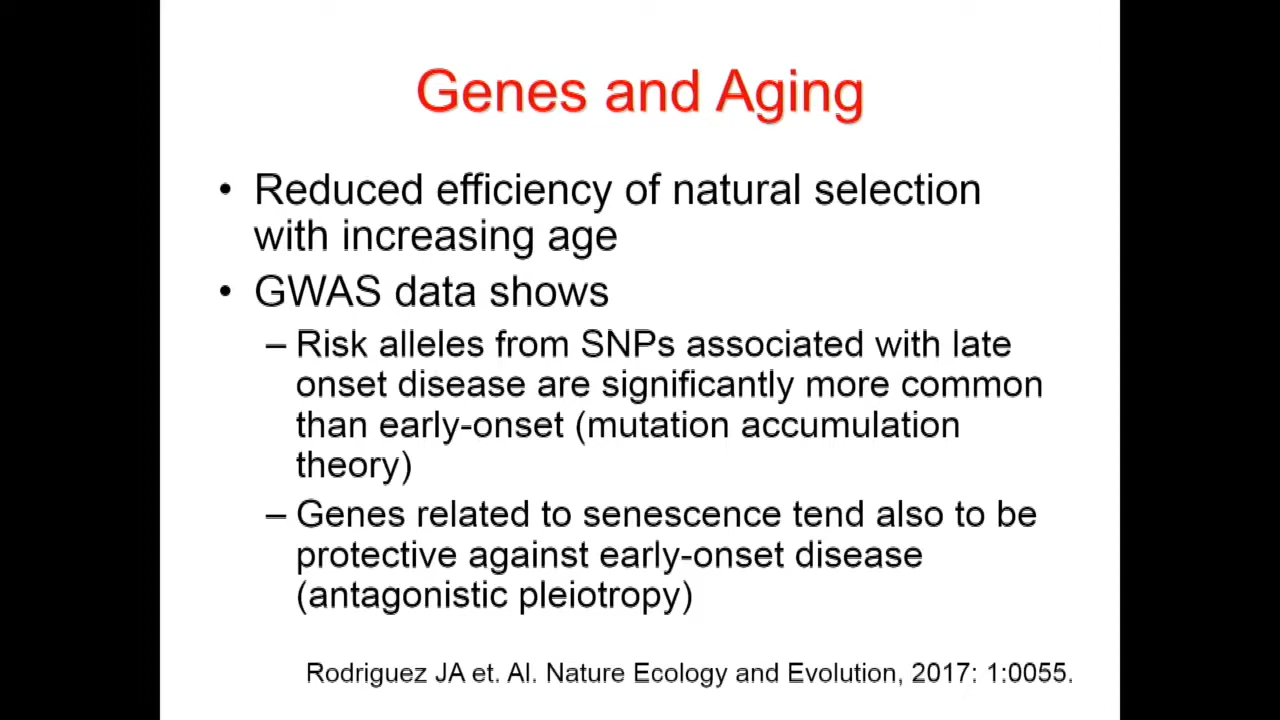 Genes and Aging
• Reduced efficiency of natural selection
with increasing age
• GWAS data shows
– Risk alleles from SNPs associated with late
onset disease are significantly more common
than early-onset (mutation accumulation
theory)
– Genes related to senescence tend also to be
protective against early-onset disease
(antagonistic pleiotropy)
Rodriguez JA et. Al. Nature Ecology and Evolution, 2017: 1:0055.